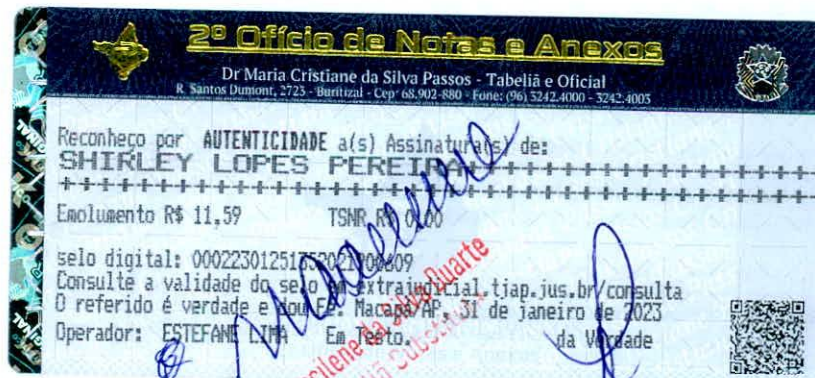 2º Ofício de Notas e Anexos
Dr Maria Cristiane da Silva Passos - Tabeliã e Oficial
R. Santos Dumont, 2723 - Buritizal - Cep 68.902-880 - Fone: (96) 3242.4000 - 3242.4003
Reconheço por AUTENTICIDADE a(s) Assinatura(s) de:
SHIRLEY LOPES PEREIRA
Emolumento R$ 11,59 TSNR R$ 0,00
selo digital:
Consulte a validade do selo em extrajudicial.tjap.jus.br/consulta
O referido é verdade e dou Fé. Macapá/AP, 31 de janeiro de 2023
Operador: ESTEFANE LIMA Em Testo. da Verdade
da Silva Duarte